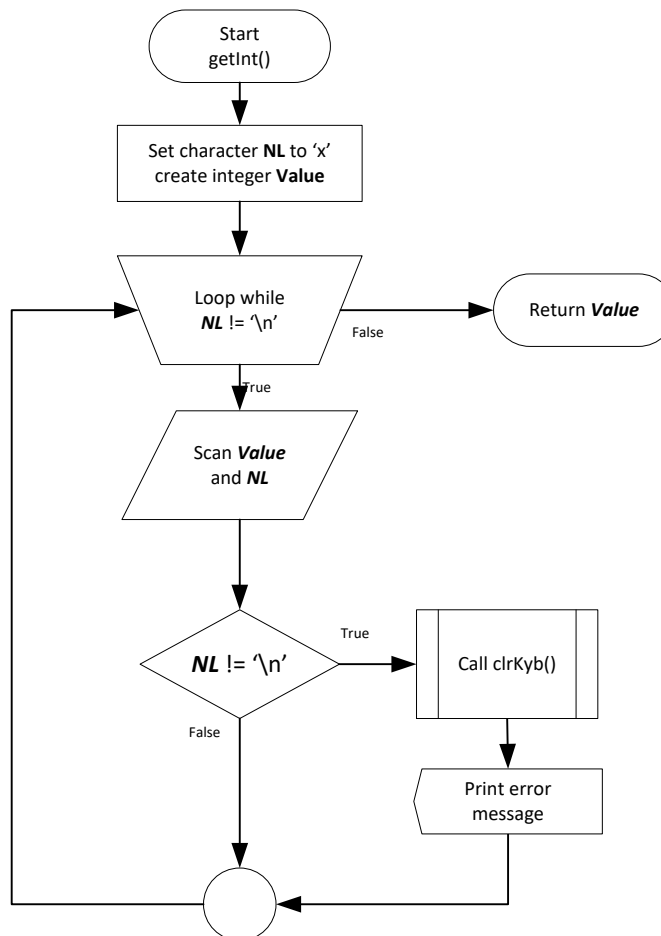 Start
getInt()
Set character NL to ‘x’
create integer Value
Loop while
NL != ‘\n’
False
Return Value
True
Scan Value
and NL
NL != ‘\n’
True
Call clrKyb()
False
Print error
message